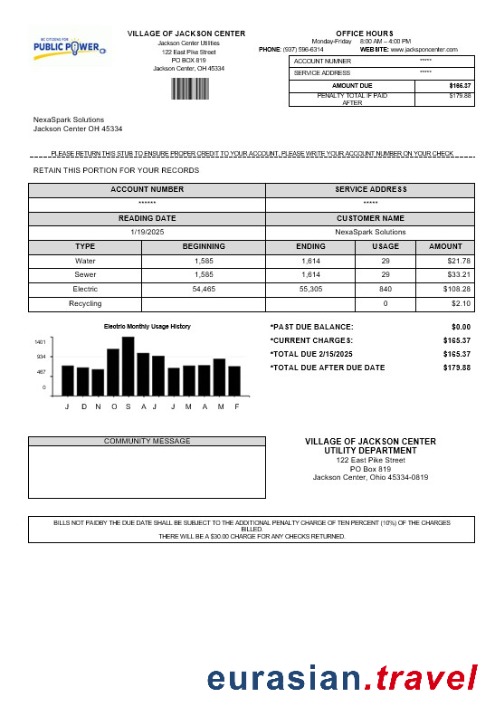 BE CITIZENS FOR
PUBLIC POWER
VILLAGE OF JACKSON CENTER
Jackson Center Utilities
122 East Pike Street
PO BOX 819
Jackson Center, OH 45334
OFFICE HOURS
Monday-Friday 8:00 AM – 4:00 PM
PHONE: (937) 596-6314 WEBSITE: www.jacksponcenter.com
ACCOUNT NUMNER *****
SERVICE ADDRESS *****
AMOUNT DUE $166.37
PENALTY TOTAL IF PAID AFTER $179.88
NexaSpark Solutions
Jackson Center OH 45334
PLEASE RETURN THIS STUB TO ENSURE PROPER CREDIT TO YOUR ACCOUNT. PLEASE WRITE YOUR ACCOUNT NUMBER ON YOUR CHECK
RETAIN THIS PORTION FOR YOUR RECORDS
ACCOUNT NUMBER SERVICE ADDRESS
****** *****
READING DATE CUSTOMER NAME
1/19/2025 NexaSpark Solutions
TYPE BEGINNING ENDING USAGE AMOUNT
Water 1,585 1,614 29 $21.78
Sewer 1,585 1,614 29 $33.21
Electric 54,465 55,305 840 $108.28
Recycling 0 $2.10
Electric Monthly Usage History
1401
934
467
0
J D N O S A J J M A M F
*PAST DUE BALANCE: $0.00
*CURRENT CHARGES: $165.37
*TOTAL DUE 2/15/2025 $165.37
*TOTAL DUE AFTER DUE DATE $179.88
COMMUNITY MESSAGE
VILLAGE OF JACKSON CENTER
UTILITY DEPARTMENT
122 East Pike Street
PO Box 819
Jackson Center, Ohio 45334-0819
BILLS NOT PAIDBY THE DUE DATE SHALL BE SUBJECT TO THE ADDITIONAL PENALTY CHARGE OF TEN PERCENT (10%) OF THE CHARGES
BILLED.
THERE WILL BE A $30.00 CHARGE FOR ANY CHECKS RETURNED.
eurasian.travel